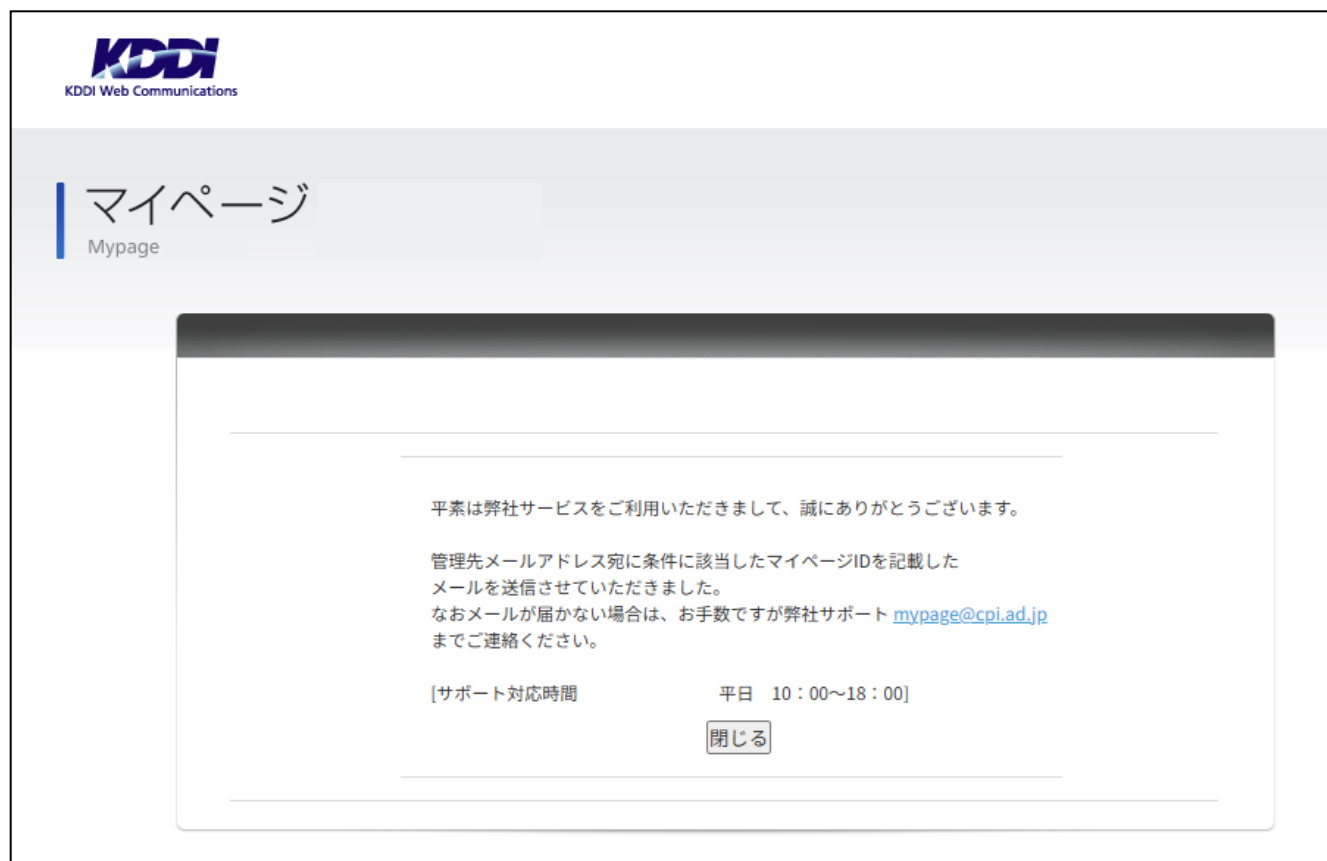 KDDI
KDDI Web Communications
マイページ
Mypage
平素は弊社サービスをご利用いただきまして、誠にありがとうございます。
管理先メールアドレス宛に条件に該当したマイページIDを記載した
メールを送信させていただきました。
なおメールが届かない場合は、お手数ですが弊社サポート mypage@cpi.ad.jp
までご連絡ください。
[サポート対応時間 平日 10：00～18：00]
閉じる